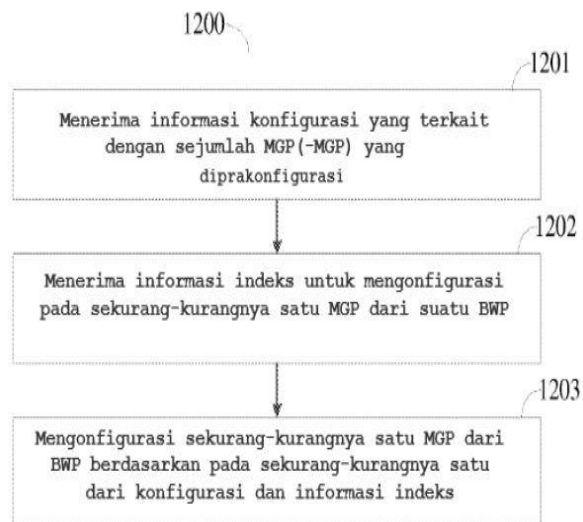 1200
1201
Menerima informasi konfigurasi yang terkait
dengan sejumlah MGP(-MGP) yang
diprakonfigurasi
1202
Menerima informasi indeks untuk mengonfigurasi
pada sekurang-kurangnya satu MGP dari suatu BWP
1203
Mengonfigurasi sekurang-kurangnya satu MGP dari
BWP berdasarkan pada sekurang-kurangnya satu
dari konfigurasi dan informasi indeks